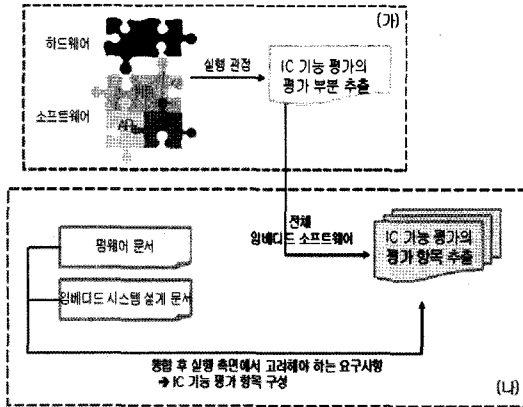 (가)
하드웨어
소프트웨어
실행 관점
IC 기능 평가의
평가 부분 추출
전체
임베디드 소프트웨어
펌웨어 문서
임베디드 시스템 설계 문서
IC 기능 평가의
평가 항목 추출
통합 후 실행 측면에서 고려해야 하는 요구사항
➔ IC 기능 평가 항목 구성
(나)